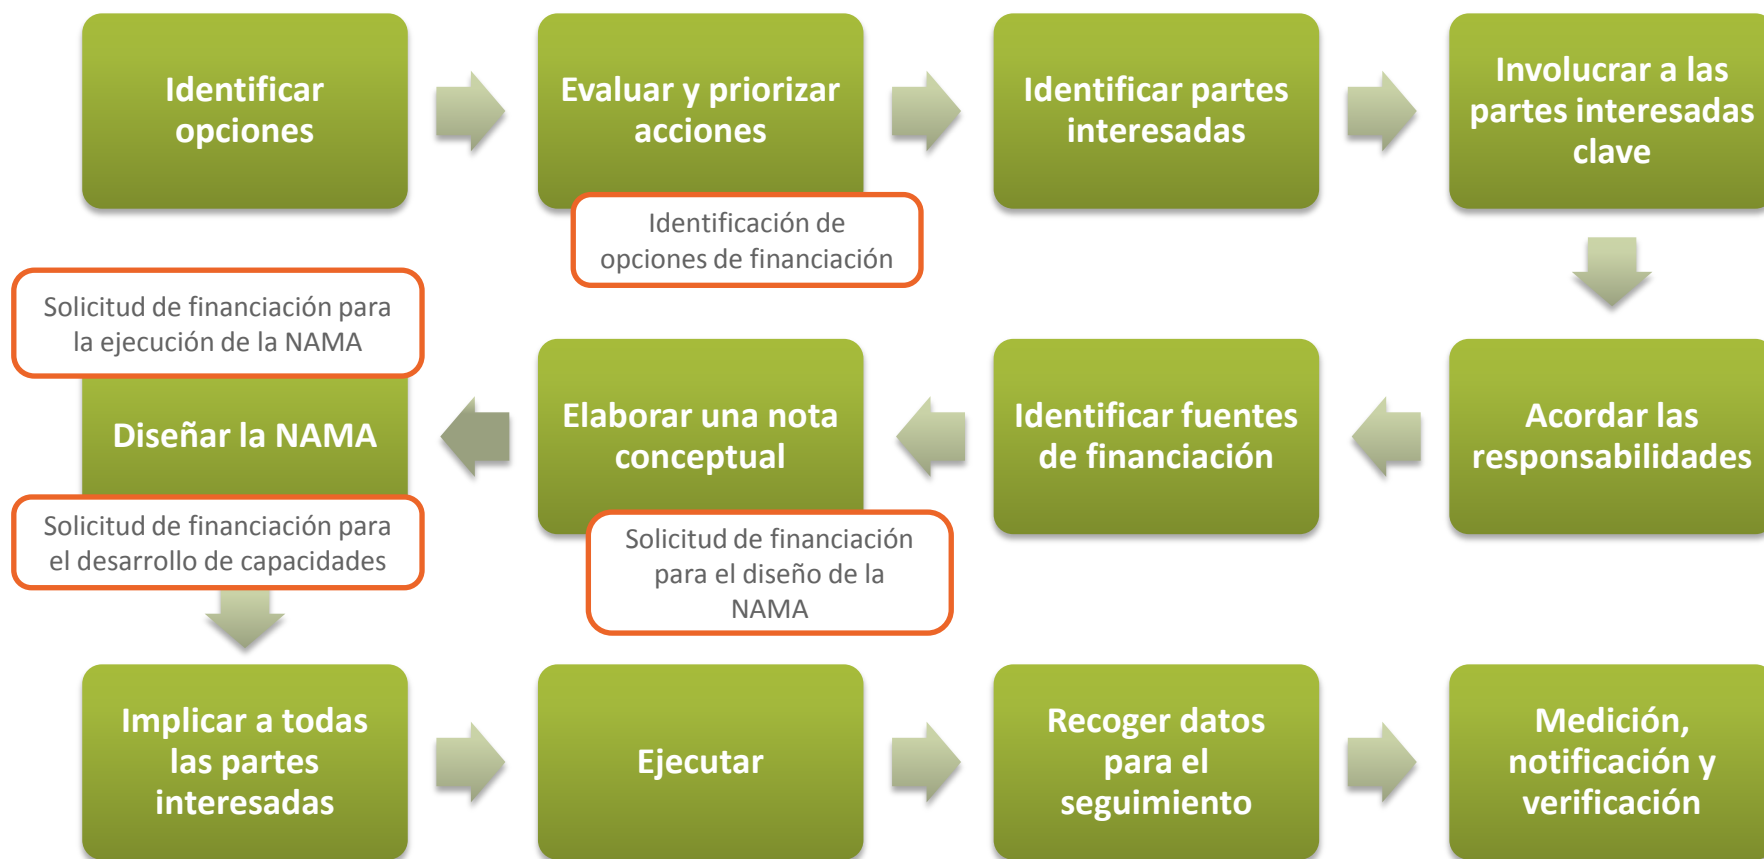 Identificar
opciones
Evaluar y priorizar
acciones
Identificar partes
interesadas
Involucrar a las
partes interesadas
clave
Identificación de
opciones de financiación
Acordar las
responsabilidades
Identificar fuentes
de financiación
Elaborar una nota
conceptual
Solicitud de financiación
para el diseño de la
NAMA
Solicitud de financiación para
la ejecución de la NAMA
Diseñar la NAMA
Solicitud de financiación para
el desarrollo de capacidades
Implicar a todas
las partes
interesadas
Ejecutar
Recoger datos
para el
seguimiento
Medición,
notificación y
verificación